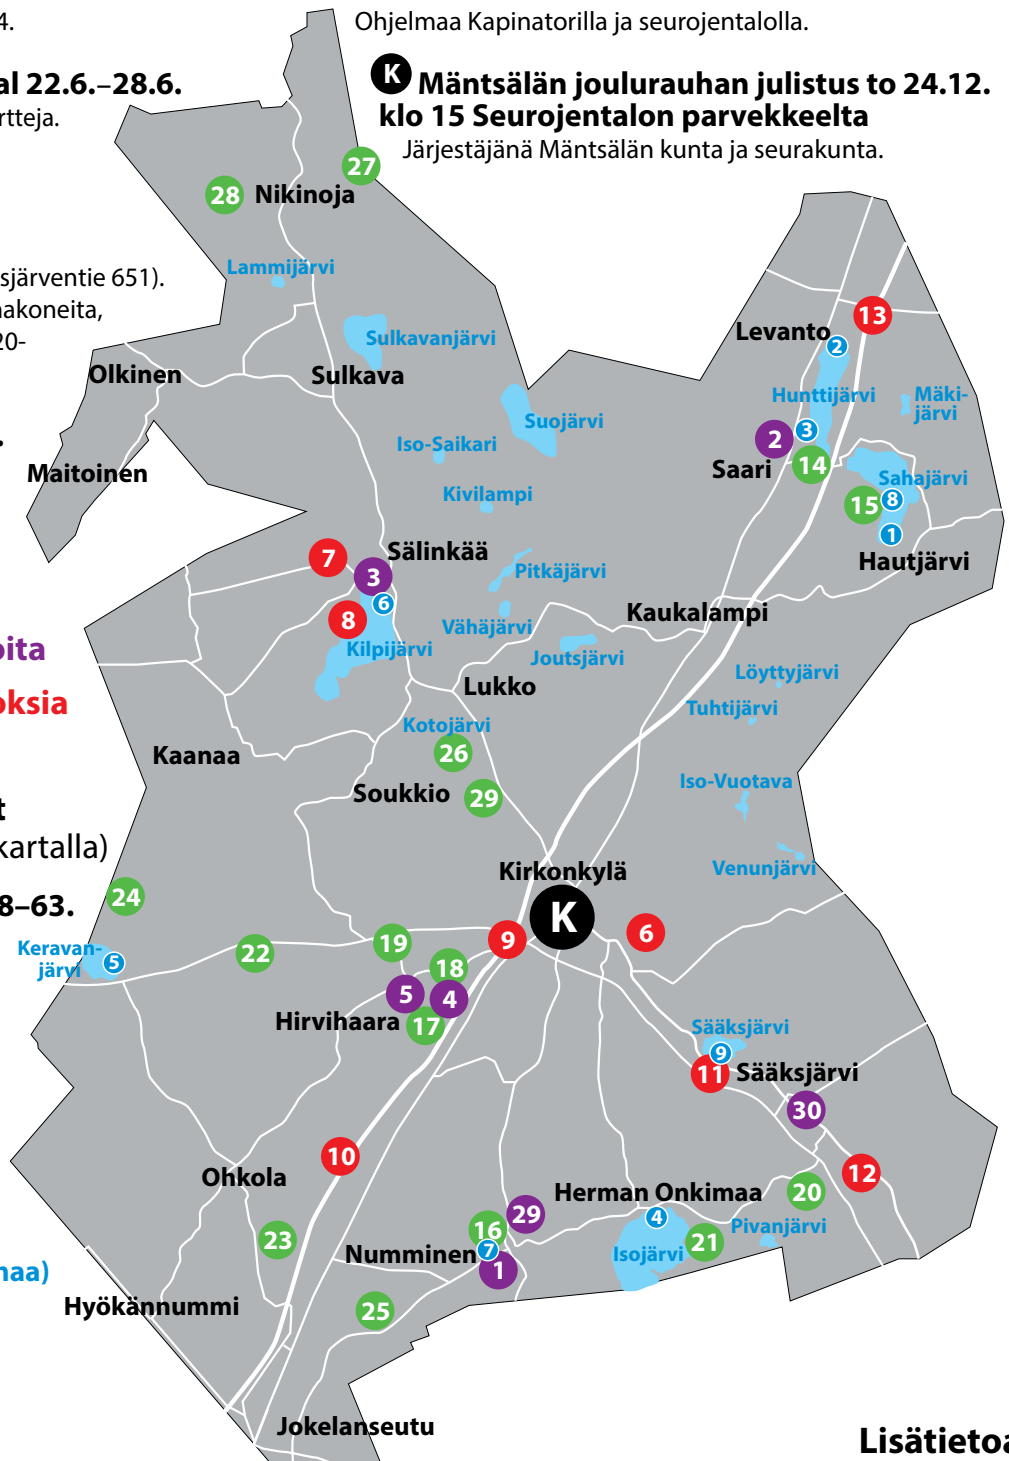 4.
Ohjelmaa Kapinatorilla ja seurojentalolla.
al 22.6.–28.6.
rtteja.
K Mäntsälän joulurauhan julistus to 24.12.
klo 15 Seurojentalon parvekkeelta
Järjestäjänä Mäntsälän kunta ja seurakunta.
27
28 Nikinoja
Lammijärvi
sjärventie 651).
akoneita,
20-
13
Levanto
2
Sulkavanjärvi
Olkinen
Sulkava
Hunttijärvi
Mäki-
järvi
Suojärvi
.
Iso-Saikari
2
3
Saari
14
Maitoinen
Sahajärvi
Kivilampi
15
8
1
Hautjärvi
7
Sälinkää
3
Pitkäjärvi
6
8
Kaukalampi
Vähäjärvi
oita
Kilpijärvi
Joutsjärvi
Löyttyjärvi
oksia
Lukko
Tuhtijärvi
Kotojärvi
26
Kaanaa
Iso-Vuotava
Soukkio
29
t
kartalla)
Venunjärvi
Kirkonkylä
24
8–63.
K
6
9
19
Keravan-
järvi
5
22
18
5
4
Hirvihaara
17
Sääksjärvi
9
11
Sääksjärvi
30
10
12
Ohkola
Herman Onkimaa
20
29
4
16
Pivanjärvi
23
21
Isojärvi
Numminen
7
1
maa)
Hyökännummi
25
Jokelanseutu
Lisätietoa